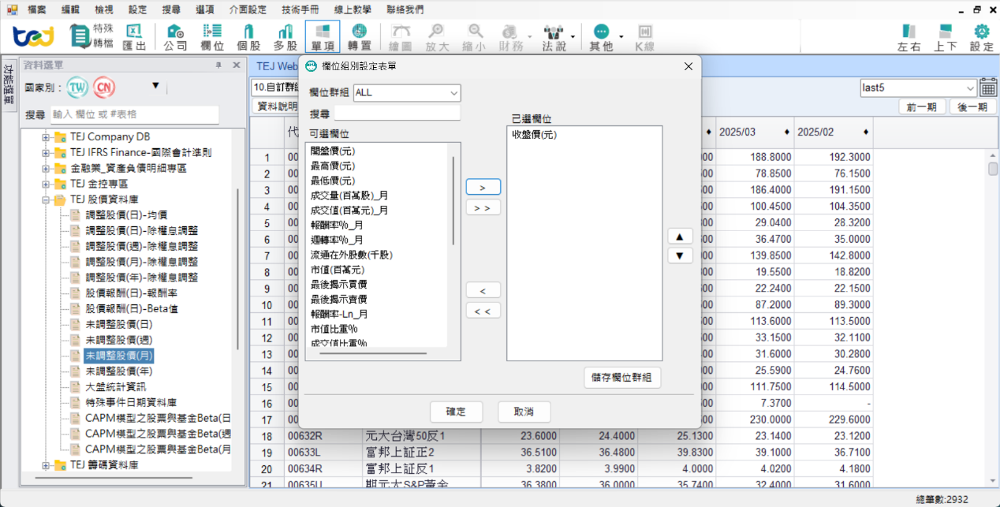 檔案 編輯 檢視 設定 搜尋 選項 介面設定 技術手冊 線上教學 聯絡我們
tej 特殊轉檔 匯出 公司 欄位 個股 多股 單項 轉置 繪圖 放大 縮小 財務 法說 其他 K線 左右 上下 設定
功能選單
資料選單
國家別： TW CN
搜尋 輸入 欄位 或 #表格
TEJ Company DB
TEJ IFRS Finance-國際會計準則
金融業_資產負債明細專區
TEJ 金控專區
TEJ 股價資料庫
調整股價(日)-均價
調整股價(日)-除權息調整
調整股價(週)-除權息調整
調整股價(月)-除權息調整
調整股價(年)-除權息調整
股價報酬(日)-報酬率
股價報酬(日)-Beta值
未調整股價(日)
未調整股價(週)
未調整股價(月)
未調整股價(年)
大盤統計資訊
特殊事件日期資料庫
CAPM模型之股票與基金Beta(日
CAPM模型之股票與基金Beta(週
CAPM模型之股票與基金Beta(月
TEJ 籌碼資料庫
TEJ Web
10.自訂群組
資料說明
last5
前一期 後一期
欄位組別設定表單
欄位群組 ALL
搜尋
可選欄位
開盤價(元)
最高價(元)
最低價(元)
成交量(百萬股)_月
成交值(百萬元)_月
報酬率%_月
週轉率%_月
流通在外股數(千股)
市值(百萬元)
最後揭示買價
最後揭示賣價
報酬率-Ln_月
市值比重%
成交值比重%
>
> >
<
< <
已選欄位
收盤價(元)
▲
▼
儲存欄位群組
確定 取消
代 2025/03 2025/02
1 00 00 188.8000 192.3000
2 00 00 78.850 76.1500
3 00 00 186.4000 191.1500
4 00 00 100.4500 104.3500
5 00 00 29.0400 28.3200
6 00 00 36.4700 35.0000
7 00 00 139.8500 142.8000
8 00 00 19.5500 18.8200
9 00 00 22.2400 22.1500
10 00 00 87.2000 89.3000
11 00 00 113.6000 113.5000
12 00 00 33.1500 32.1100
13 00 00 31.6000 30.2800
14 00 00 25.5900 24.7600
15 00 00 111.7500 114.5000
16 00 00 7.3700 -
17 00 00 230.0000 229.6000
18 00632R 元大台灣50反1 23.6000 24.4000 25.1300 23.1400 23.1200
19 00633L 富邦上証正2 36.5100 36.4800 39.8300 39.1000 36.7100
20 00634R 富邦上証反1 3.8200 3.9900 4.0000 4.0200 4.1800
21 00635U 期元大S&P黃金 36.3800 36.0000 35.7400 32.4000 31.6000
總筆數:2932